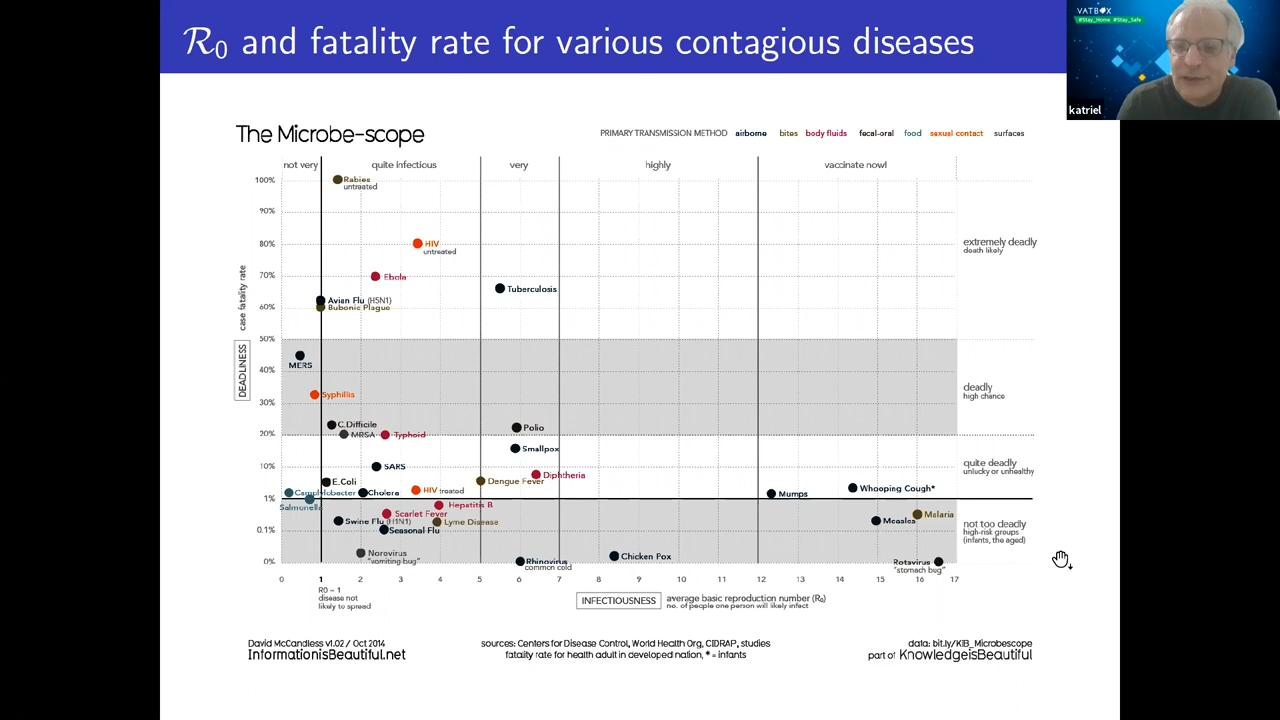 R0 and fatality rate for various contagious diseases
VATBOX
#Stay_Home #Stay_Safe
katriel
The Microbe-scope
PRIMARY TRANSMISSION METHOD airborne bites body fluids fecal-oral food sexual contact surfaces
not very quite infectious very highly vaccinate now!
100%
90%
80%
70%
60%
50%
40%
30%
20%
10%
1%
0.1%
0%
case fatality rate
DEADLINESS
Rabies
untreated
HIV
untreated
extremely deadly
death likely
Ebola
Tuberculosis
Avian Flu (H5N1)
Bubonic Plague
MERS
Syphillis
deadly
high chance
C.Difficile
MRSA
Typhoid
Polio
Smallpox
SARS
Diphtheria
quite deadly
unlucky or unhealthy
E.Coli
Dengue Fever
Campylobacter
Cholera
HIV treated
Mumps
Whooping Cough*
Salmonella
Hepatitis B
Scarlet Fever
Malaria
Swine Flu (H1N1)
Lyme Disease
Measles
Seasonal Flu
not too deadly
high-risk groups
(infants, the aged)
Norovirus
"vomiting bug"
Rhinovirus
common cold
Chicken Pox
Rotavirus
"stomach bug"
0 1 2 3 4 5 6 7 8 9 10 11 12 13 14 15 16 17
R0 = 1
disease not
likely to spread
INFECTIOUSNESS
average basic reproduction number (R0)
no. of people one person will likely infect
David McCandless v1.02 / Oct 2014
InformationisBeautiful.net
sources: Centers for Disease Control, World Health Org, CIDRAP, studies
fatality rate for health adult in developed nation, * = infants
data: bit.ly/KIB_Microbescope
part of KnowledgeisBeautiful